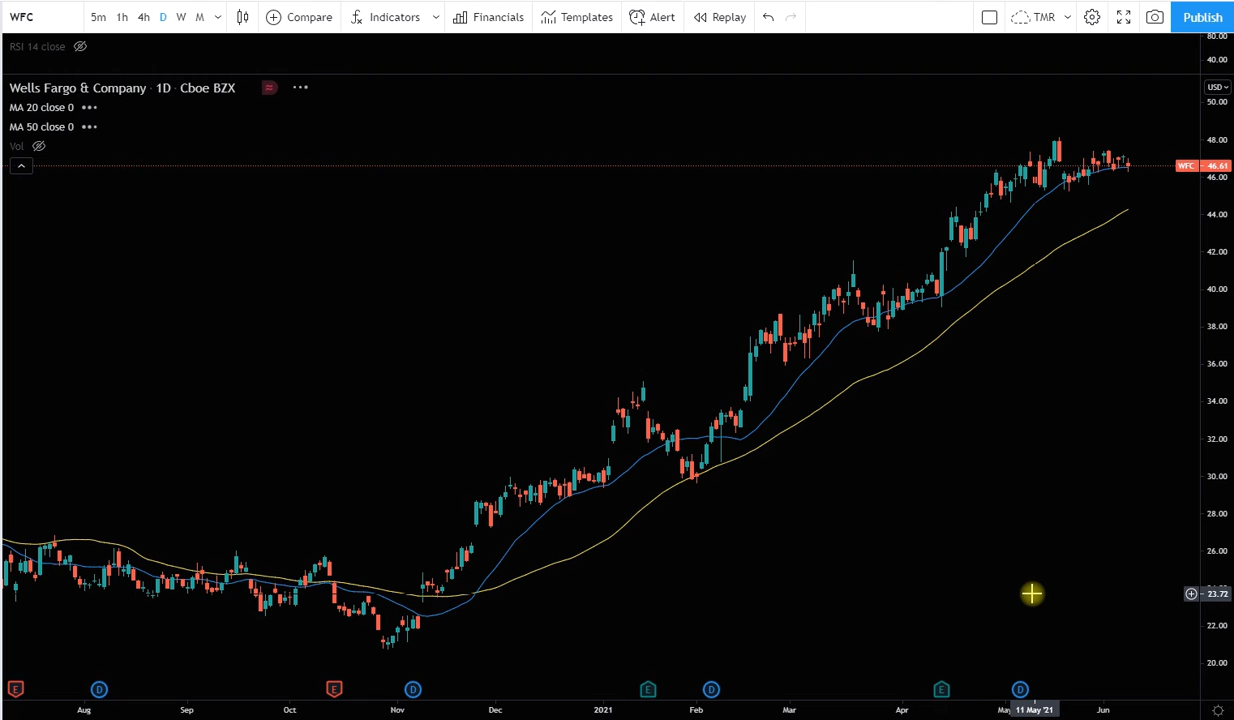 WFC 5m 1h 4h D W M Compare Indicators Financials Templates Alert Replay TMR Publish
RSI 14 close
80.00
40.00
Wells Fargo & Company · 1D · Cboe BZX
USD
MA 20 close 0
50.00
MA 50 close 0
Vol
48.00
WFC 46.61
46.00
44.00
42.00
40.00
38.00
36.00
34.00
32.00
30.00
28.00
26.00
23.72
22.00
20.00
E D E D E D E D
Aug Sep Oct Nov Dec 2021 Feb Mar Apr 11 May '21 Jun